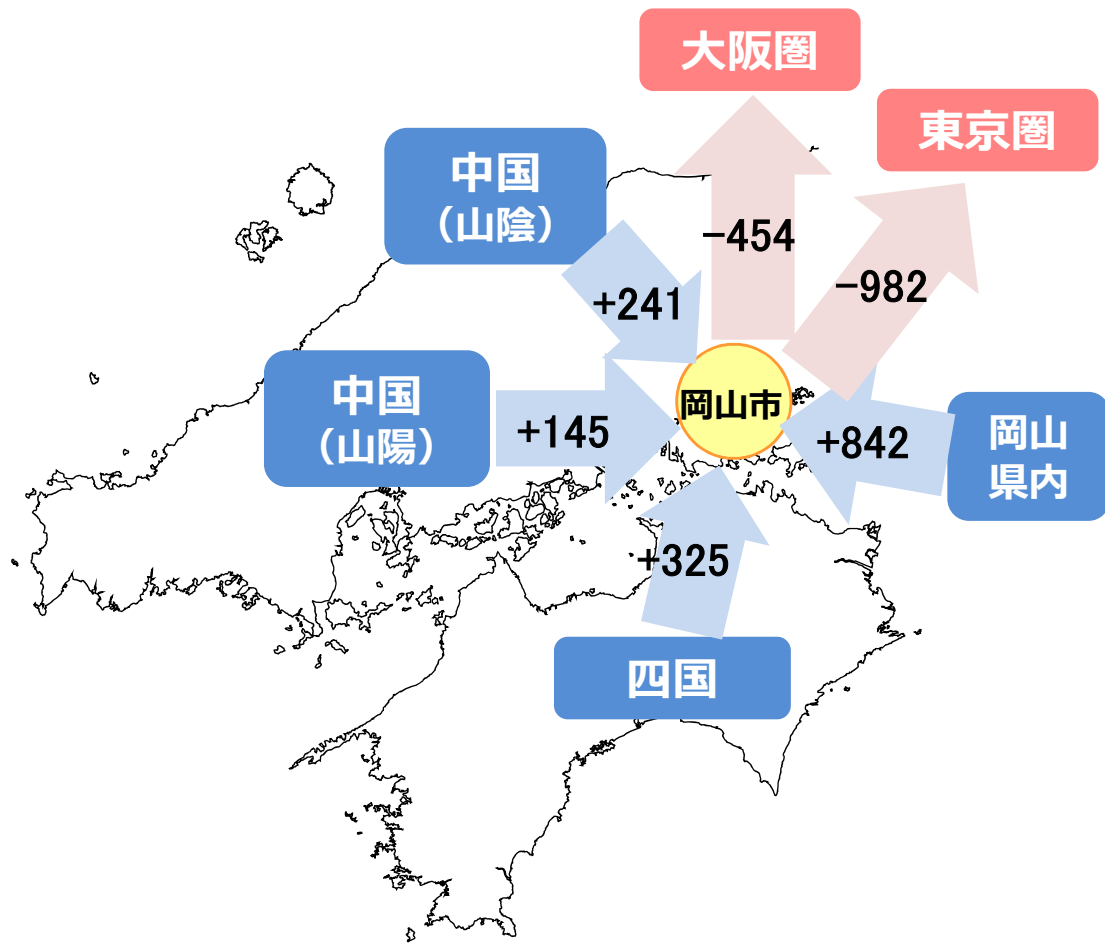 大阪圏
東京圏
中国
（山陰）
−454
−982
+241
中国
（山陽）
岡山市
+145
+842
岡山
県内
+325
四国